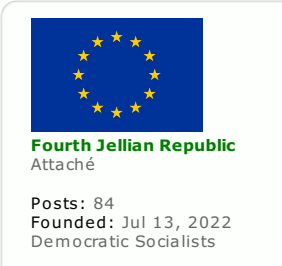 Fourth Jellian Republic
Attaché
Posts: 84
Founded: Jul 13, 2022
Democratic Socialists